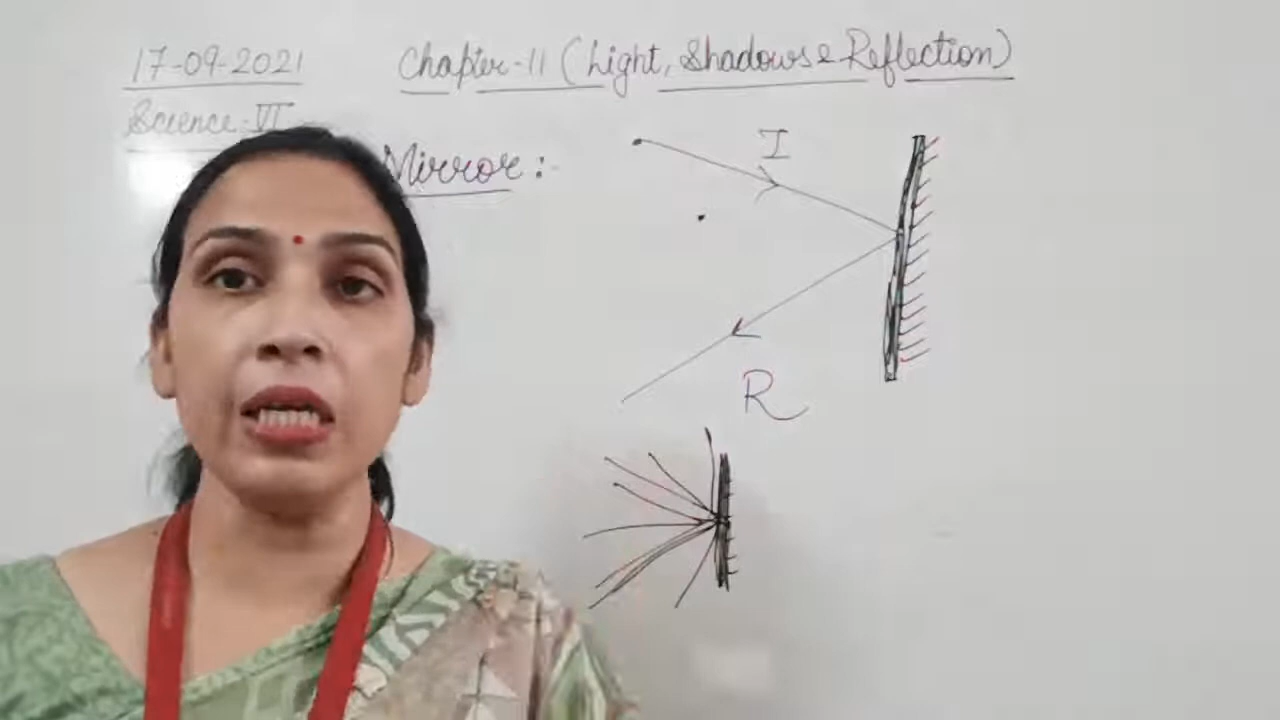 17-09-2021
Chapter-11 (Light, Shadows & Reflection)
Science-VI
Mirror :-
I
R